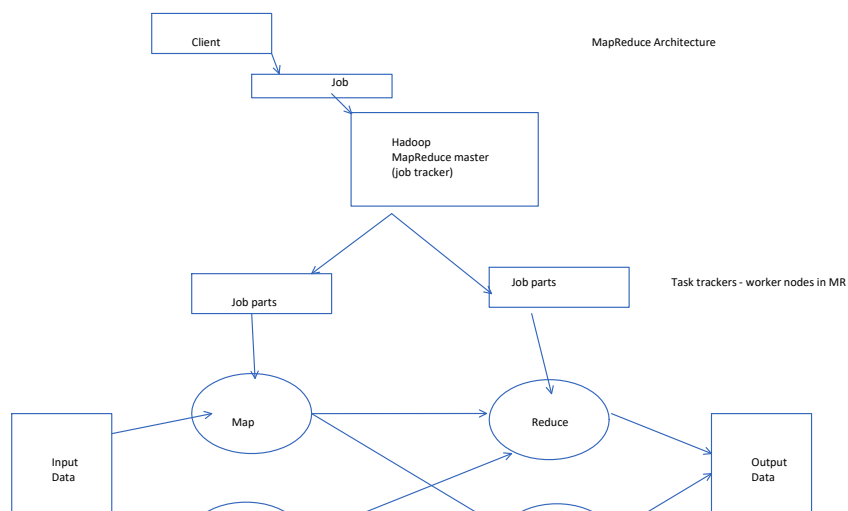 Client
MapReduce Architecture
Job
Hadoop
MapReduce master
(job tracker)
Job parts
Job parts
Task trackers - worker nodes in MR
Map
Reduce
Input
Data
Output
Data